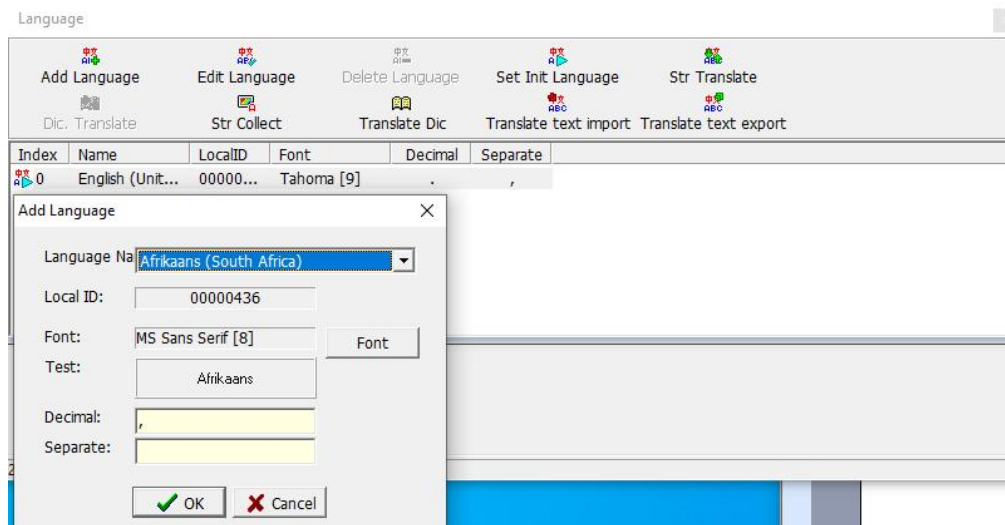 Language
Add Language Edit Language Delete Language Set Init Language Str Translate
Dic. Translate Str Collect Translate Dic Translate text import Translate text export
Index Name LocalID Font Decimal Separate
0 English (Unit... 00000... Tahoma [9] . ,
Add Language
Language Na Afrikaans (South Africa)
Local ID: 00000436
Font: MS Sans Serif [8] Font
Test: Afrikaans
Decimal: ,
Separate:
OK Cancel